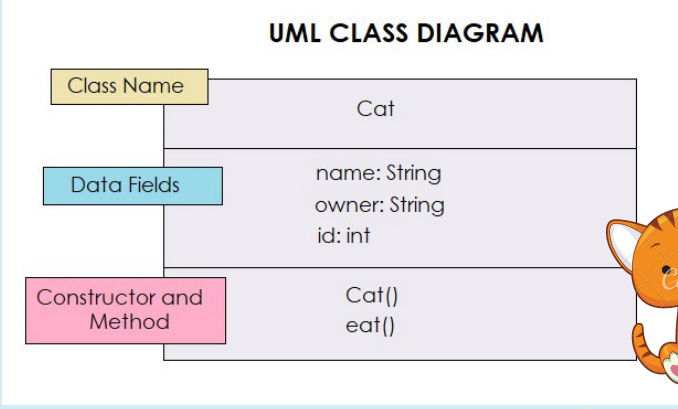 UML CLASS DIAGRAM
Class Name
Cat
Data Fields
name: String
owner: String
id: int
Constructor and
Method
Cat()
eat()